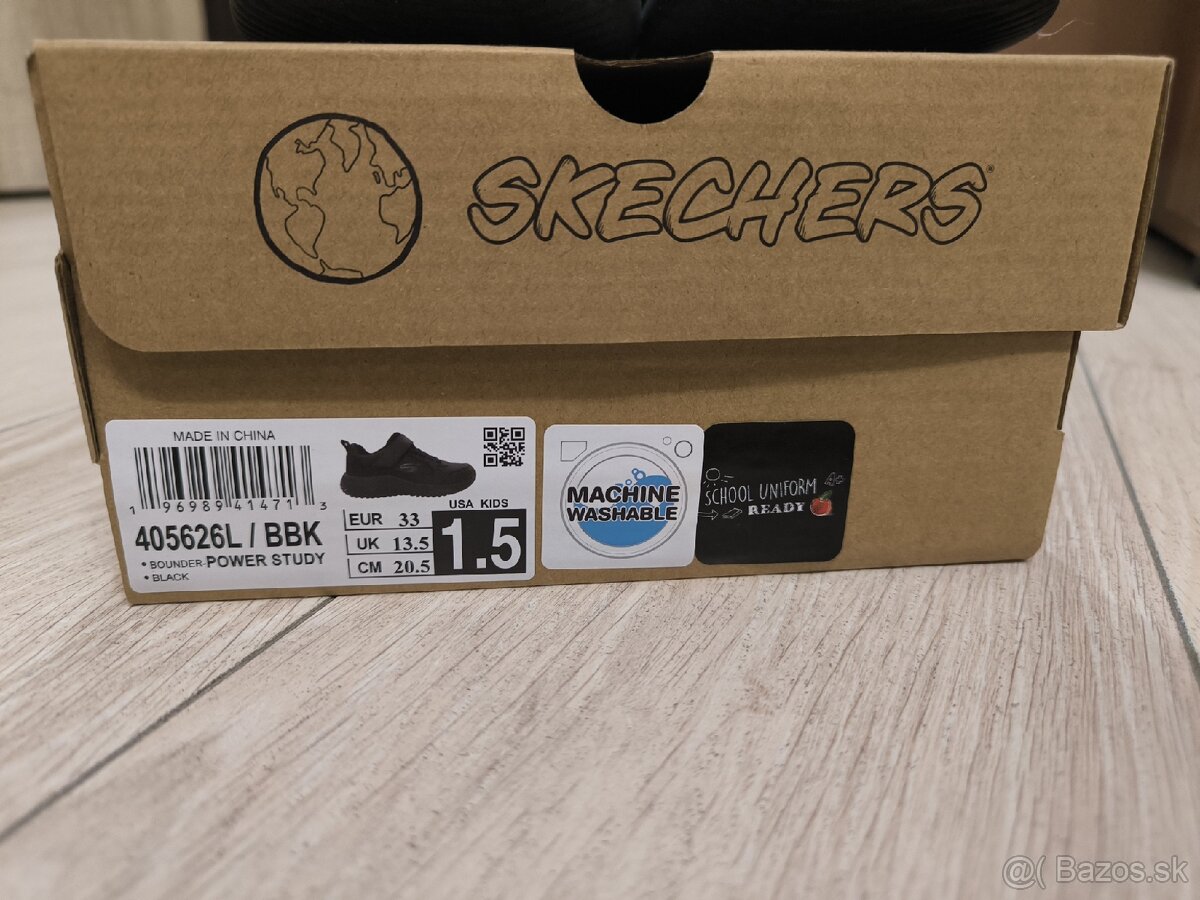 SKECHERS®
MADE IN CHINA
1 96989 41471 3
405626L / BBK
• BOUNDER-POWER STUDY
• BLACK
USA KIDS
EUR 33
UK 13.5
CM 20.5
1.5
MACHINE
WASHABLE
SCHOOL UNIFORM
READY
@( Bazos.sk